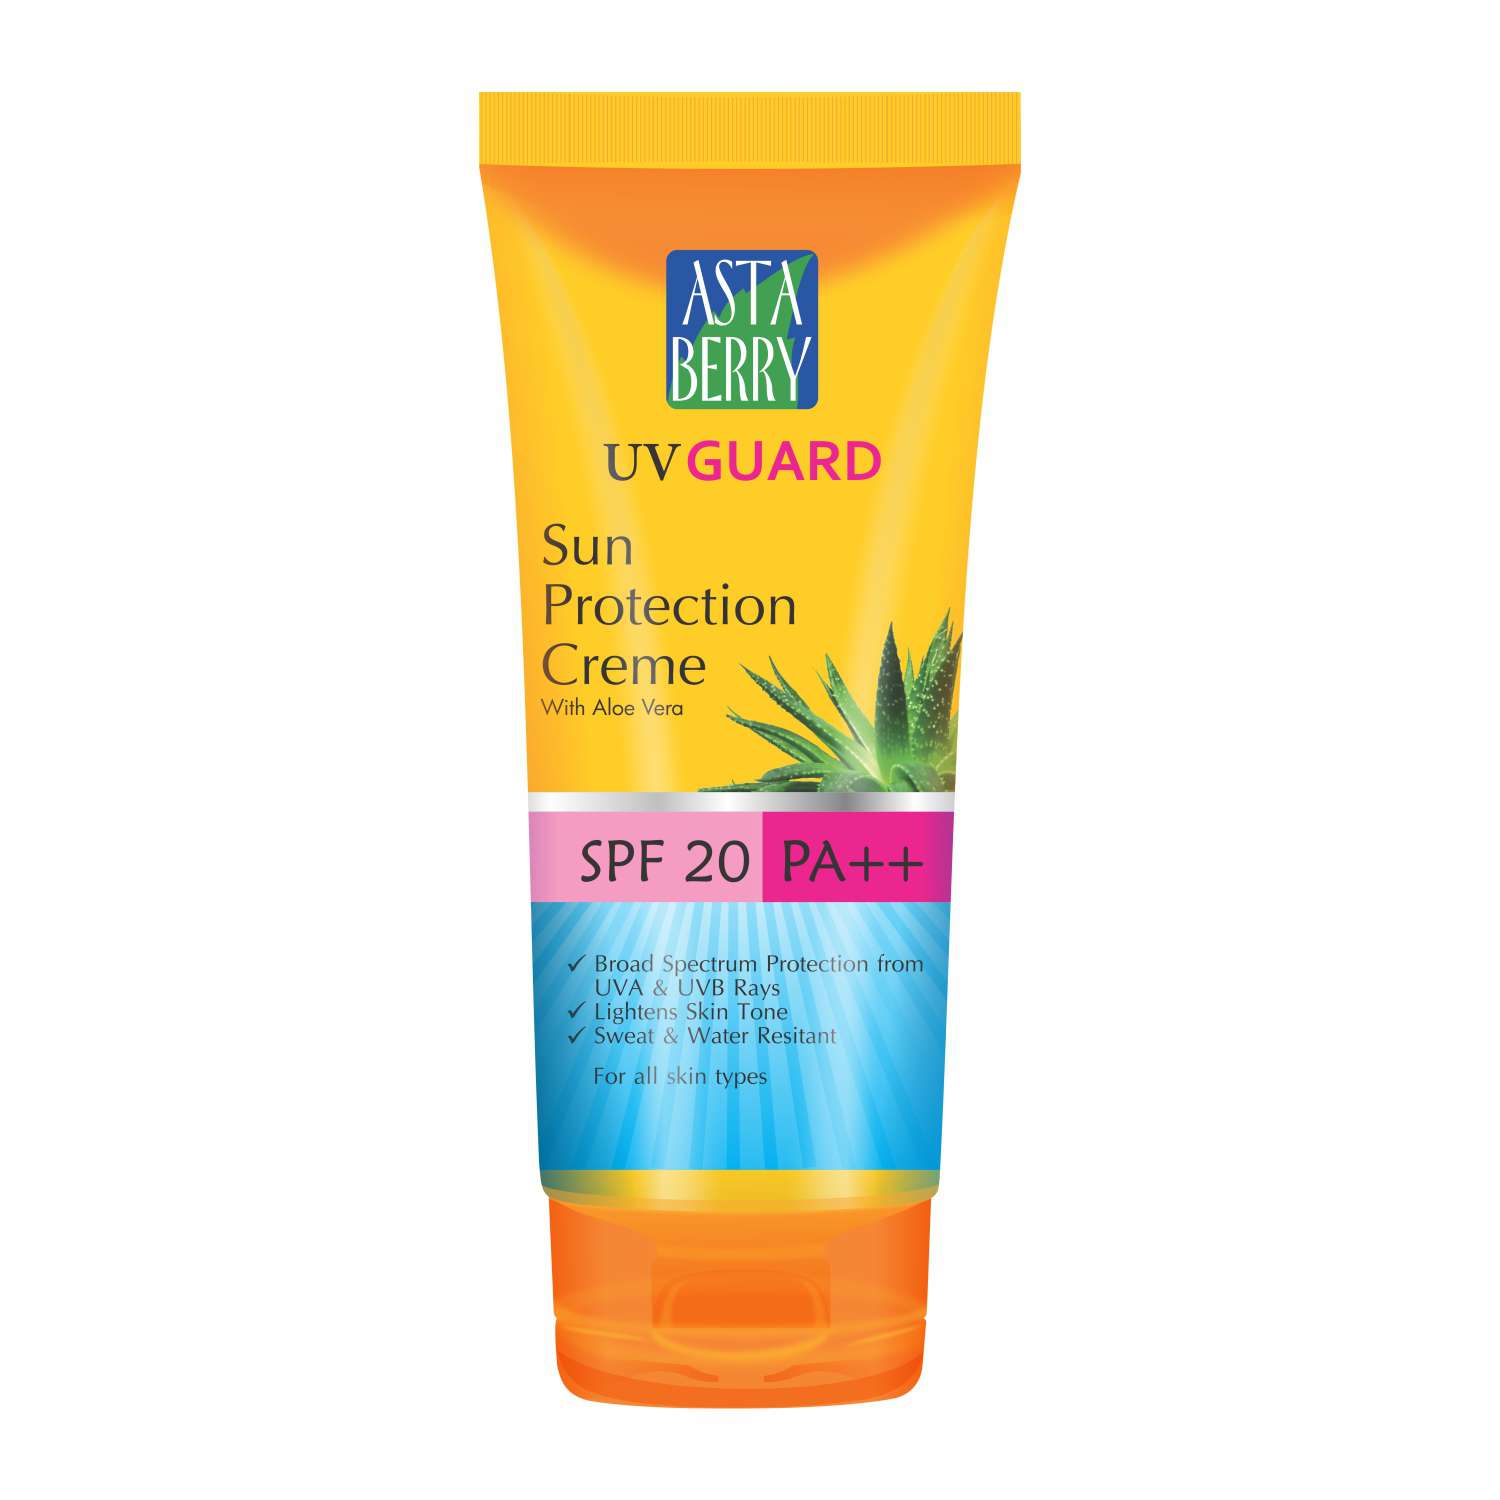 ASTA
BERRY
UV GUARD
Sun
Protection
Creme
With Aloe Vera
SPF 20 PA++
✓ Broad Spectrum Protection from
UVA & UVB Rays
✓ Lightens Skin Tone
✓ Sweat & Water Resitant
For all skin types